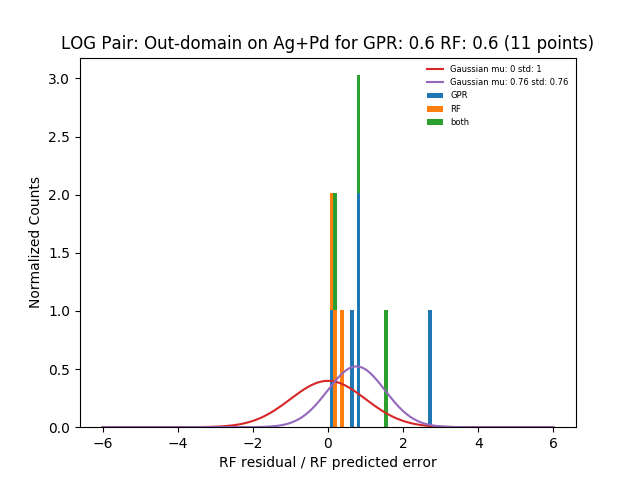 LOG Pair: Out-domain on Ag+Pd for GPR: 0.6 RF: 0.6 (11 points)
Gaussian mu: 0 std: 1
Gaussian mu: 0.76 std: 0.76
GPR
RF
both
Normalized Counts
3.0
2.5
2.0
1.5
1.0
0.5
0.0
−6
−4
−2
0
2
4
6
RF residual / RF predicted error